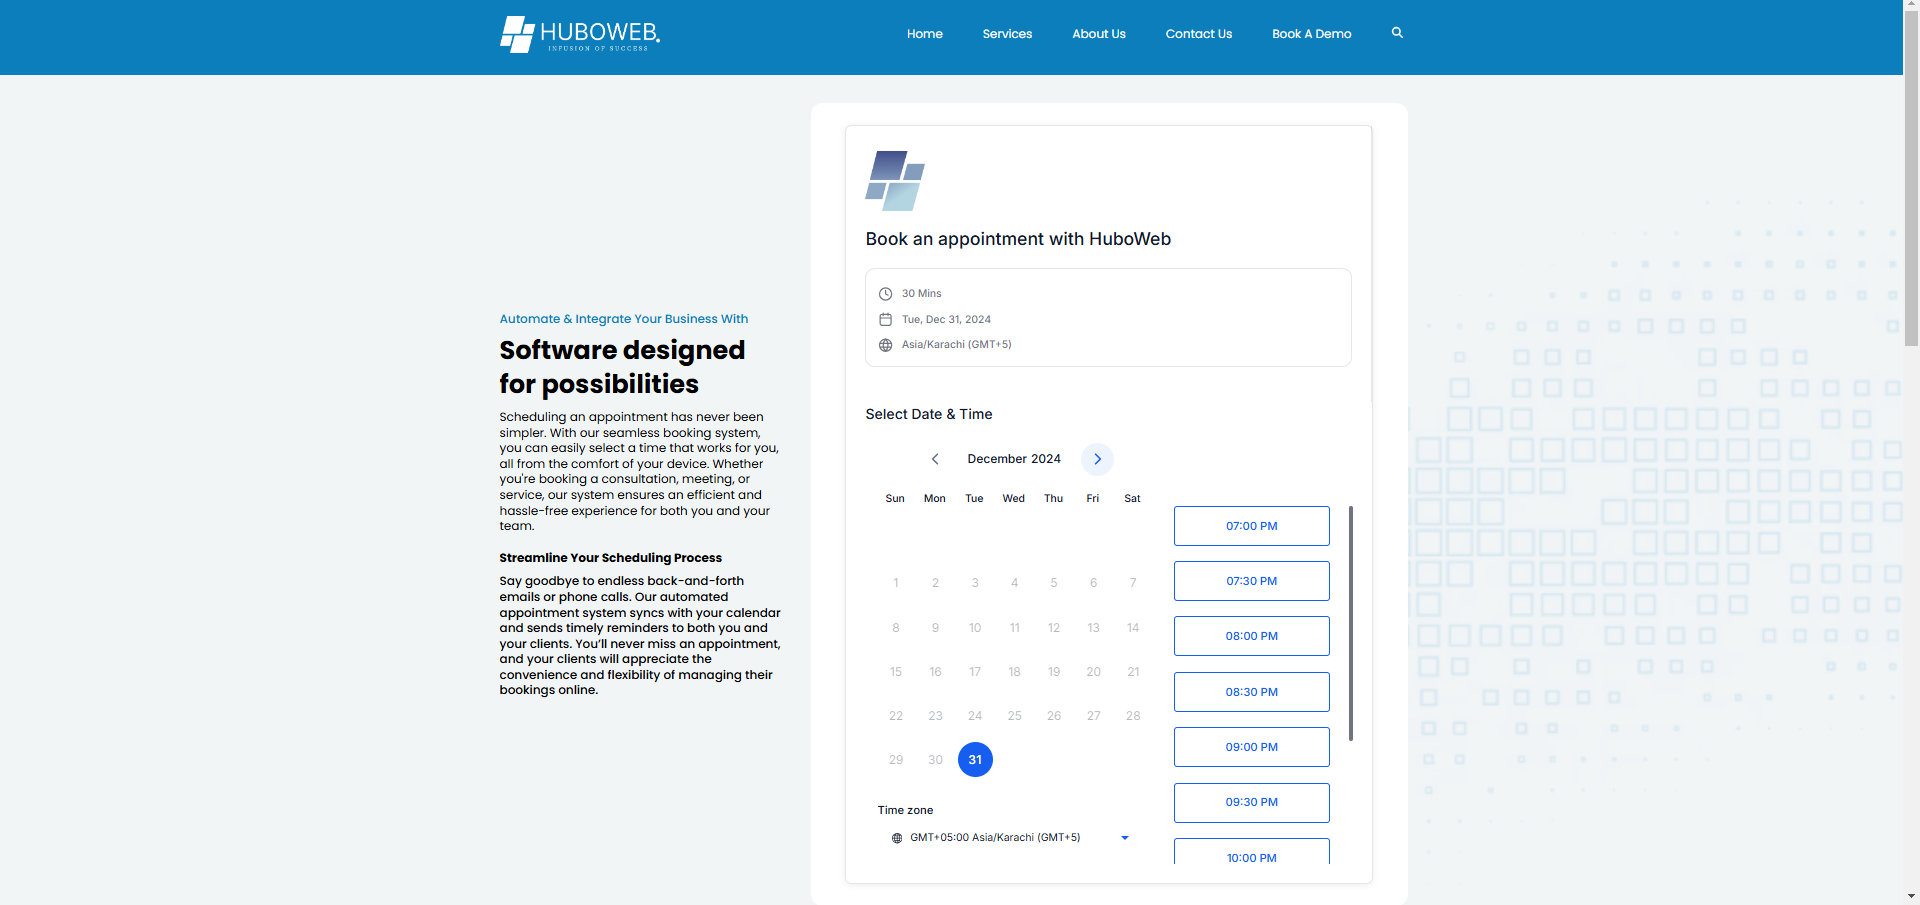 HUBOWEB.
INFUSION OF SUCCESS
Home Services About Us Contact Us Book A Demo
Automate & Integrate Your Business With
Software designed
for possibilities
Scheduling an appointment has never been
simpler. With our seamless booking system,
you can easily select a time that works for you,
all from the comfort of your device. Whether
you're booking a consultation, meeting, or
service, our system ensures an efficient and
hassle-free experience for both you and your
team.
Streamline Your Scheduling Process
Say goodbye to endless back-and-forth
emails or phone calls. Our automated
appointment system syncs with your calendar
and sends timely reminders to both you and
your clients. You’ll never miss an appointment,
and your clients will appreciate the
convenience and flexibility of managing their
bookings online.
Book an appointment with HuboWeb
30 Mins
Tue, Dec 31, 2024
Asia/Karachi (GMT+5)
Select Date & Time
December 2024
Sun Mon Tue Wed Thu Fri Sat
1 2 3 4 5 6 7
8 9 10 11 12 13 14
15 16 17 18 19 20 21
22 23 24 25 26 27 28
29 30 31
Time zone
GMT+05:00 Asia/Karachi (GMT+5)
07:00 PM
07:30 PM
08:00 PM
08:30 PM
09:00 PM
09:30 PM
10:00 PM